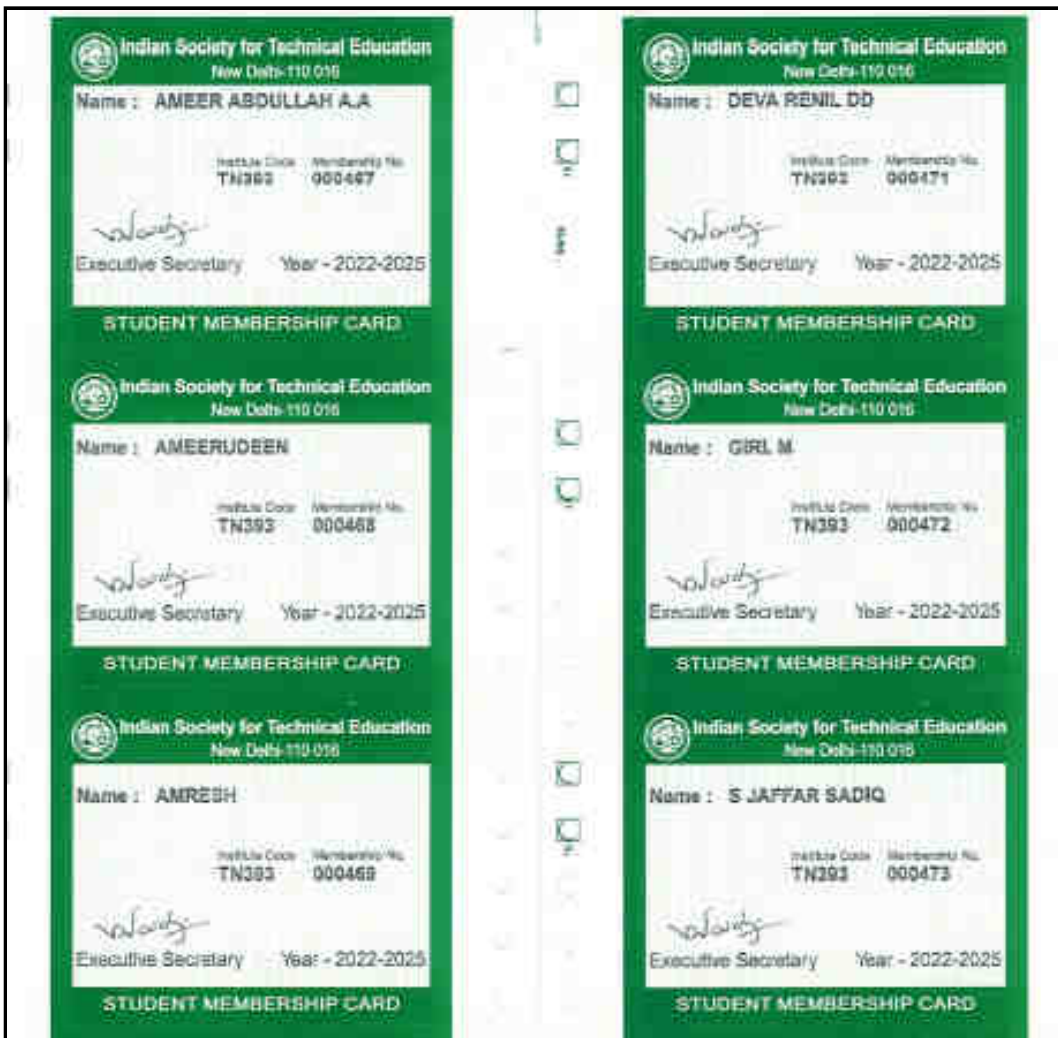 Indian Society for Technical Education
New Delhi-110 016
Name : AMEER ABDULLAH A.A
Institute Code Membership No.
TN393 000467
Executive Secretary Year - 2022-2025
STUDENT MEMBERSHIP CARD
Indian Society for Technical Education
New Delhi-110 016
Name : AMEERUDEEN
Institute Code Membership No.
TN393 000468
Executive Secretary Year - 2022-2025
STUDENT MEMBERSHIP CARD
Indian Society for Technical Education
New Delhi-110 016
Name : AMRESH
Institute Code Membership No.
TN393 000469
Executive Secretary Year - 2022-2025
STUDENT MEMBERSHIP CARD
Indian Society for Technical Education
New Delhi-110 016
Name : DEVA RENIL DD
Institute Code Membership No.
TN393 000471
Executive Secretary Year - 2022-2025
STUDENT MEMBERSHIP CARD
Indian Society for Technical Education
New Delhi-110 016
Name : GIRL M
Institute Code Membership No.
TN393 000472
Executive Secretary Year - 2022-2025
STUDENT MEMBERSHIP CARD
Indian Society for Technical Education
New Delhi-110 016
Name : S JAFFAR SADIQ
Institute Code Membership No.
TN393 000473
Executive Secretary Year - 2022-2025
STUDENT MEMBERSHIP CARD